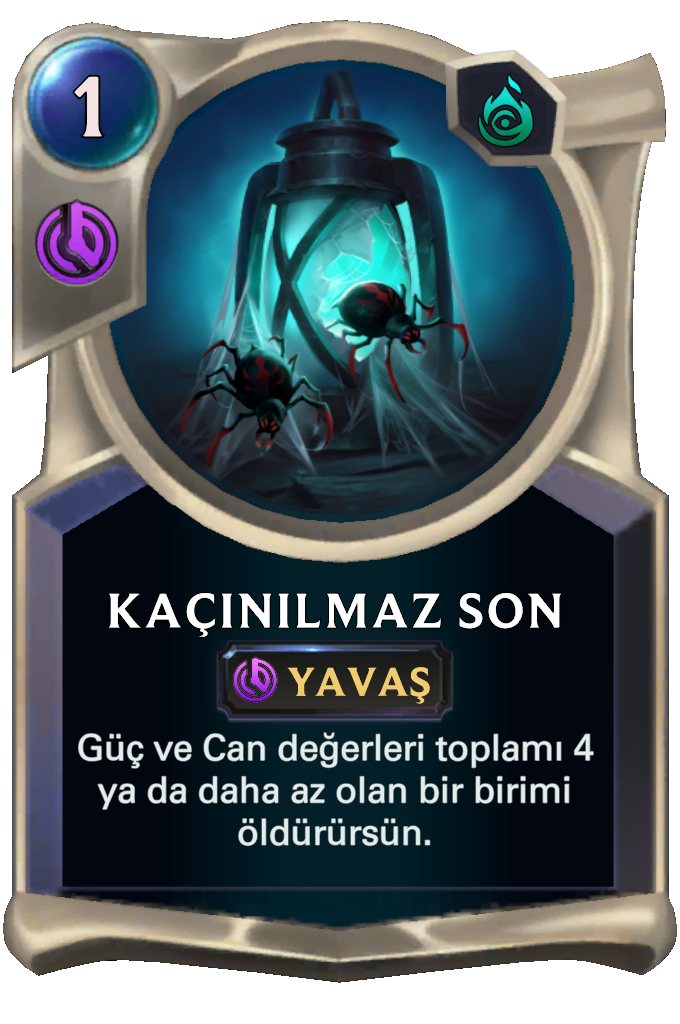 1
KAÇINILMAZ SON
YAVAŞ
Güç ve Can değerleri toplamı 4
ya da daha az olan bir birimi
öldürürsün.